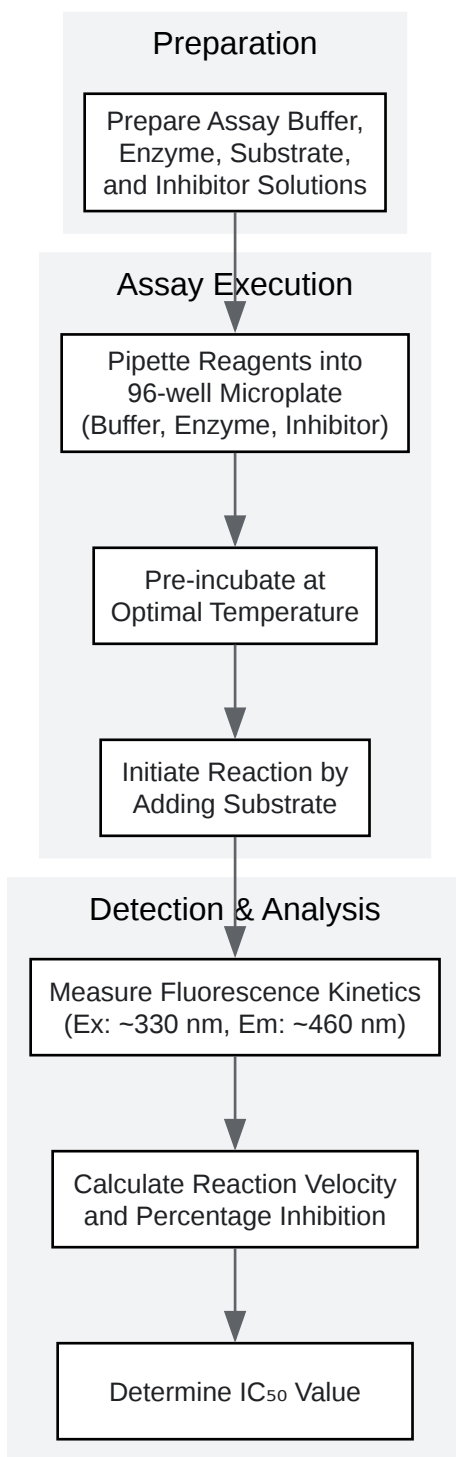 Preparation
Prepare Assay Buffer,
Enzyme, Substrate,
and Inhibitor Solutions
Assay Execution
Pipette Reagents into
96-well Microplate
(Buffer, Enzyme, Inhibitor)
Pre-incubate at
Optimal Temperature
Initiate Reaction by
Adding Substrate
Detection & Analysis
Measure Fluorescence Kinetics
(Ex: ~330 nm, Em: ~460 nm)
Calculate Reaction Velocity
and Percentage Inhibition
Determine IC₅₀ Value